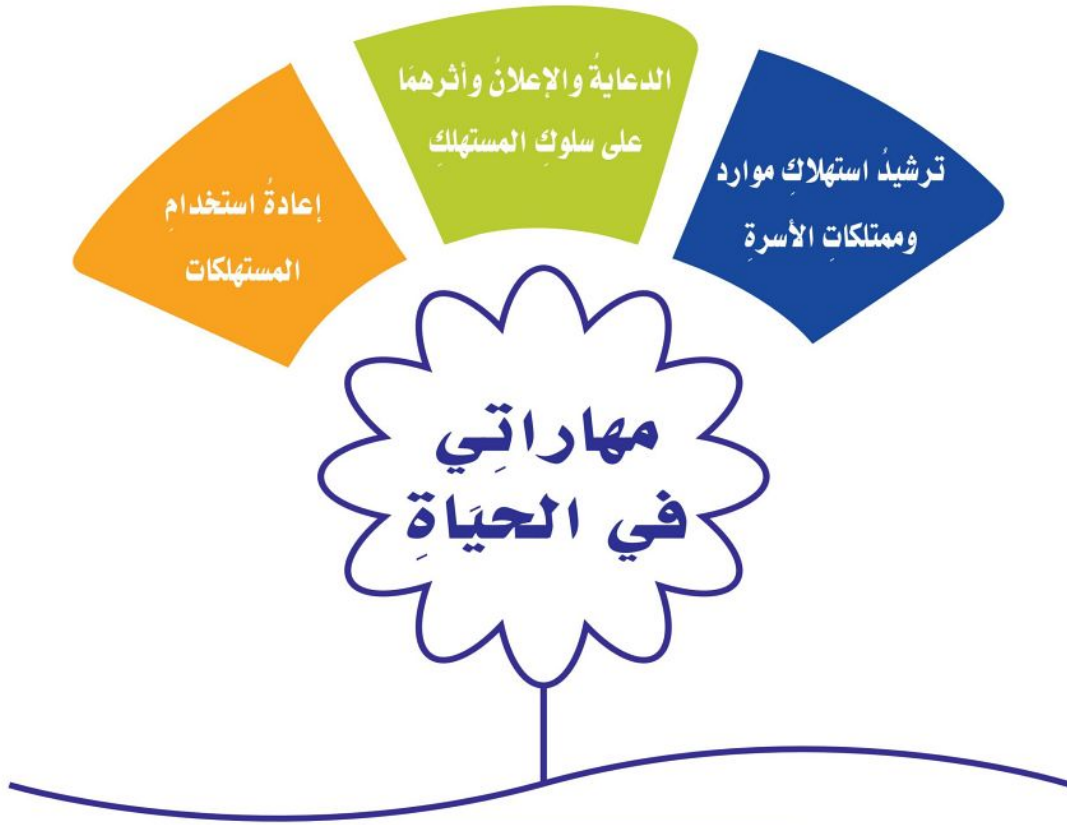 ترشيدُ استهلاكِ موارد
وممتلكاتِ الأسرةِ
الدعايةُ والإعلانُ وأثرهمَا
على سلوكِ المستهلكِ
إعادةُ استخدامِ
المستهلكات
مهاراتِي
في الحيَاةِ